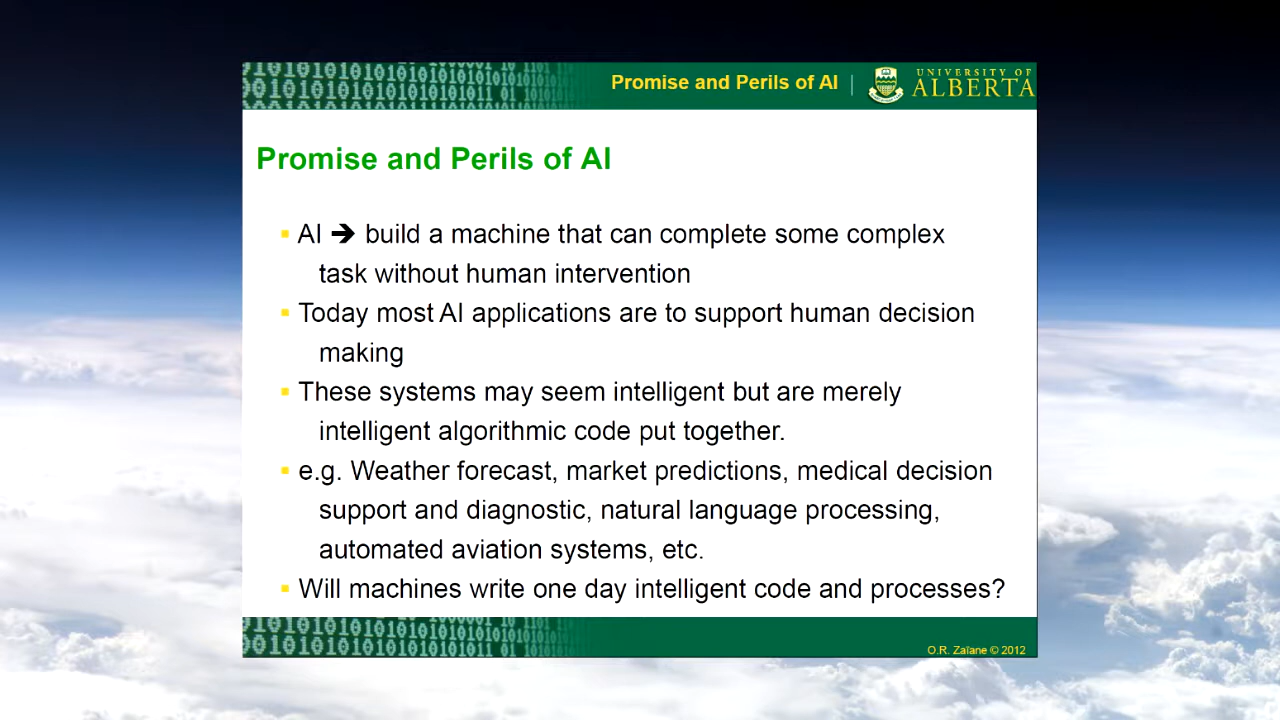 Promise and Perils of AI
UNIVERSITY OF
ALBERTA
Promise and Perils of AI
AI ➔ build a machine that can complete some complex
task without human intervention
Today most AI applications are to support human decision
making
These systems may seem intelligent but are merely
intelligent algorithmic code put together.
e.g. Weather forecast, market predictions, medical decision
support and diagnostic, natural language processing,
automated aviation systems, etc.
Will machines write one day intelligent code and processes?
O.R. Zaïane © 2012